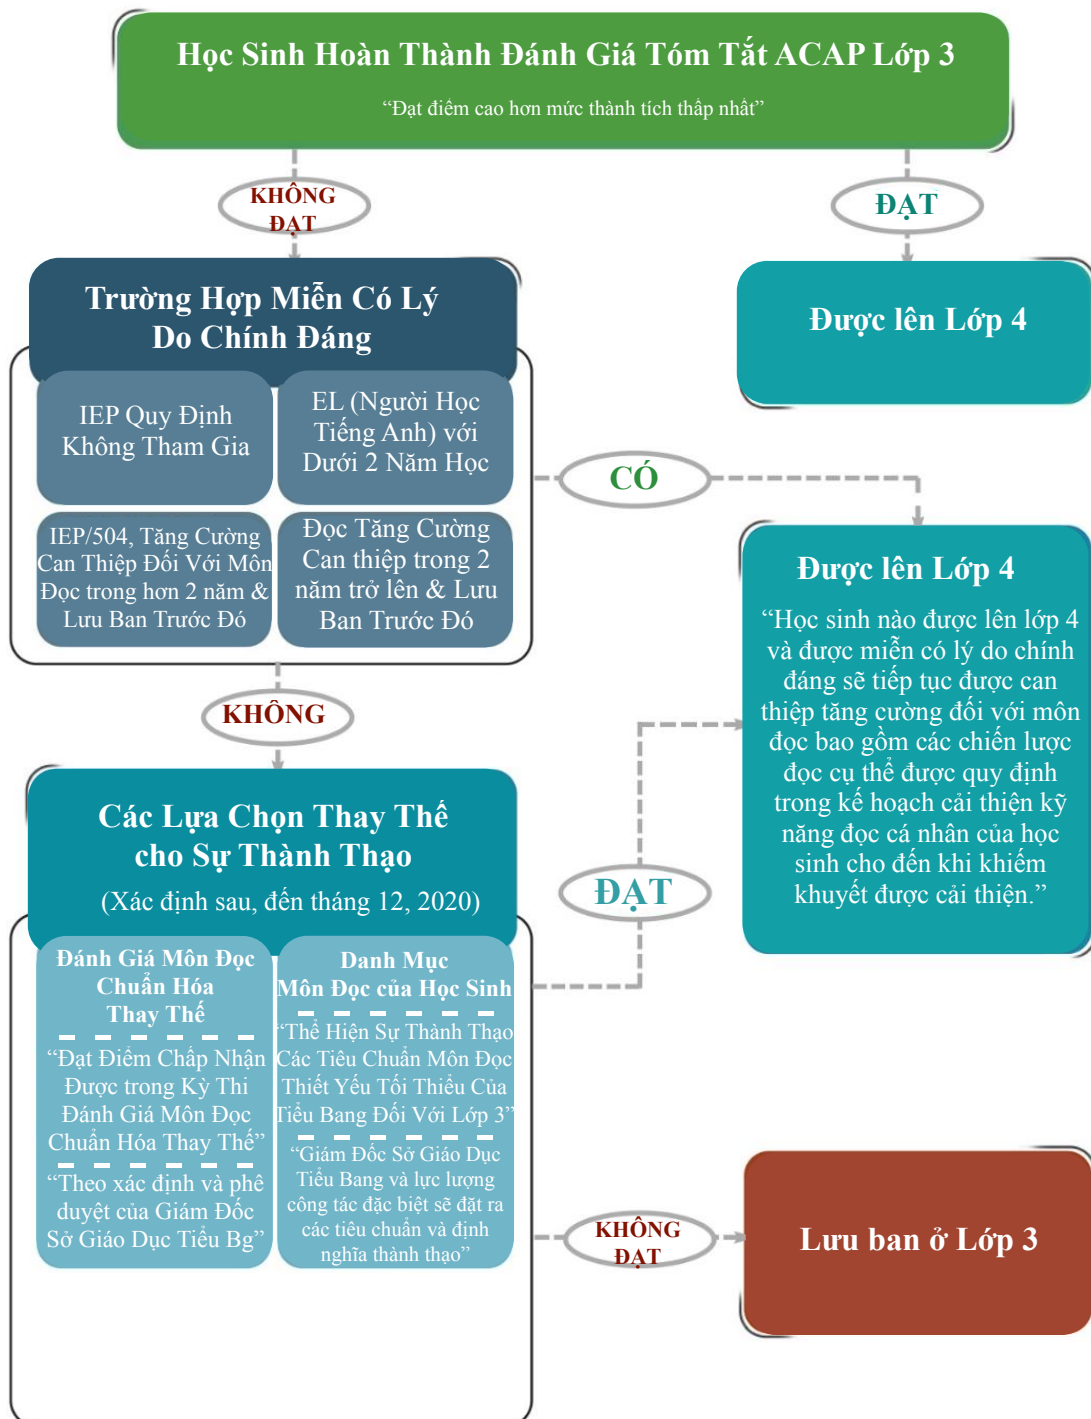 Học Sinh Hoàn Thành Đánh Giá Tóm Tắt ACAP Lớp 3
“Đạt điểm cao hơn mức thành tích thấp nhất”
KHÔNG
ĐẠT
ĐẠT
Trường Hợp Miễn Có Lý
Do Chính Đáng
Được lên Lớp 4
IEP Quy Định
Không Tham Gia
EL (Người Học
Tiếng Anh) với
Dưới 2 Năm Học
CÓ
IEP/504, Tăng Cường
Can Thiệp Đối Với Môn
Đọc trong hơn 2 năm &
Lưu Ban Trước Đó
Đọc Tăng Cường
Can thiệp trong 2
năm trở lên & Lưu
Ban Trước Đó
Được lên Lớp 4
“Học sinh nào được lên lớp 4
và được miễn có lý do chính
đáng sẽ tiếp tục được can
thiệp tăng cường đối với môn
đọc bao gồm các chiến lược
đọc cụ thể được quy định
trong kế hoạch cải thiện kỹ
năng đọc cá nhân của học
sinh cho đến khi khiếm
khuyết được cải thiện.”
KHÔNG
Các Lựa Chọn Thay Thế
cho Sự Thành Thạo
(Xác định sau, đến tháng 12, 2020)
ĐẠT
Đánh Giá Môn Đọc
Chuẩn Hóa
Thay Thế
“Đạt Điểm Chấp Nhận
Được trong Kỳ Thi
Đánh Giá Môn Đọc
Chuẩn Hóa Thay Thế”
“Theo xác định và phê
duyệt của Giám Đốc
Sở Giáo Dục Tiểu Bg”
Danh Mục
Môn Đọc của Học Sinh
“Thể Hiện Sự Thành Thạo
Các Tiêu Chuẩn Môn Đọc
Thiết Yếu Tối Thiểu Của
Tiểu Bang Đối Với Lớp 3”
“Giám Đốc Sở Giáo Dục
Tiểu Bang và lực lượng
công tác đặc biệt sẽ đặt ra
các tiêu chuẩn và định
nghĩa thành thạo”
KHÔNG
ĐẠT
Lưu ban ở Lớp 3